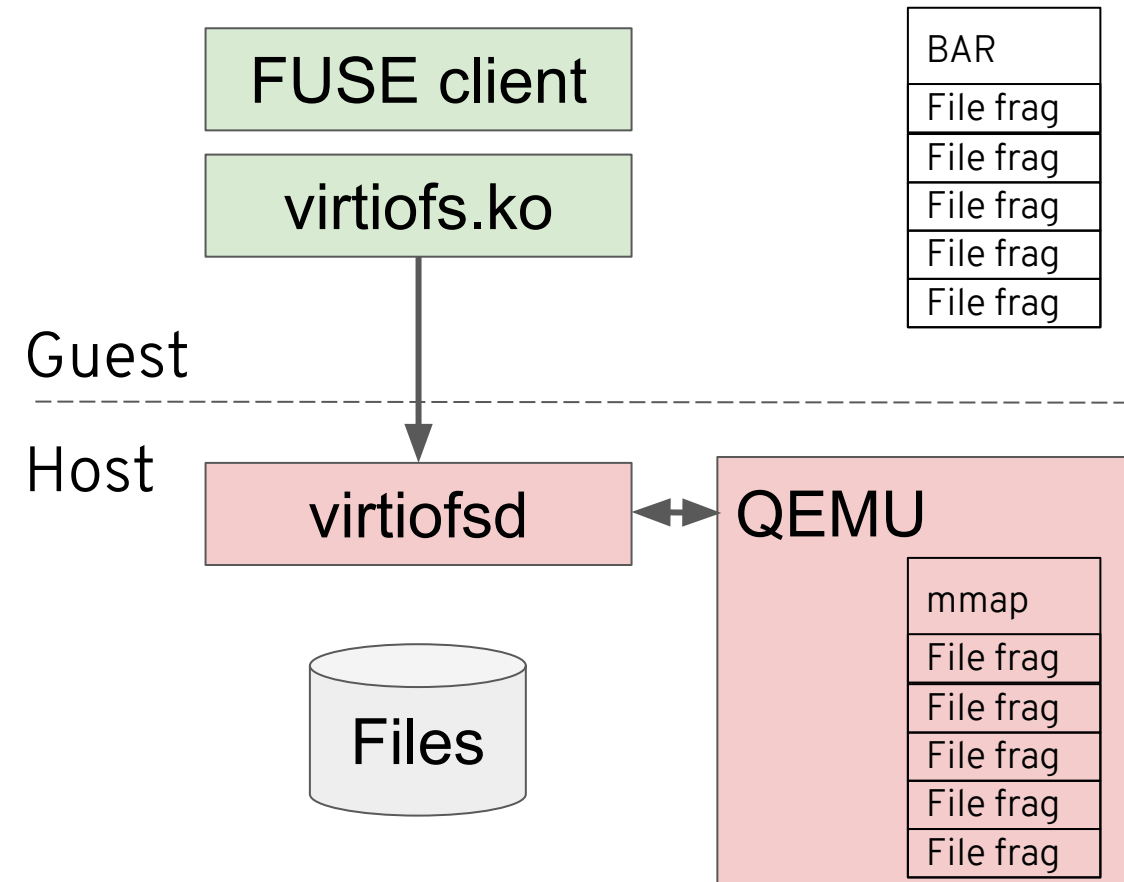 FUSE client
virtiofs.ko
BAR
File frag
File frag
File frag
File frag
File frag
Guest
Host
virtiofsd
QEMU
mmap
File frag
File frag
File frag
File frag
File frag
Files